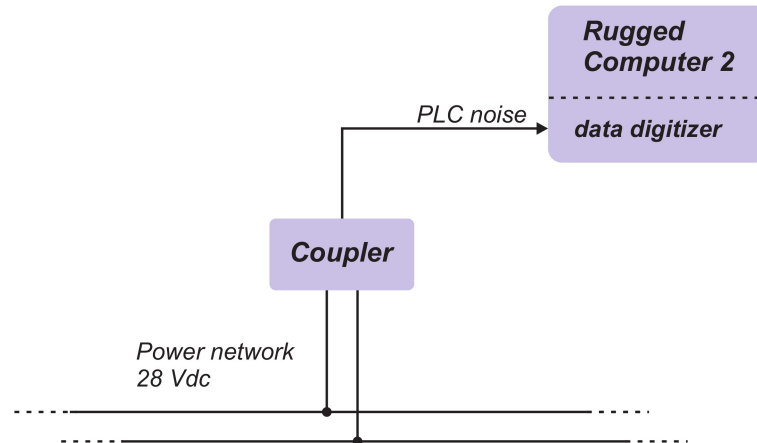 Rugged
Computer 2
PLC noise
data digitizer
Coupler
Power network
28 Vdc